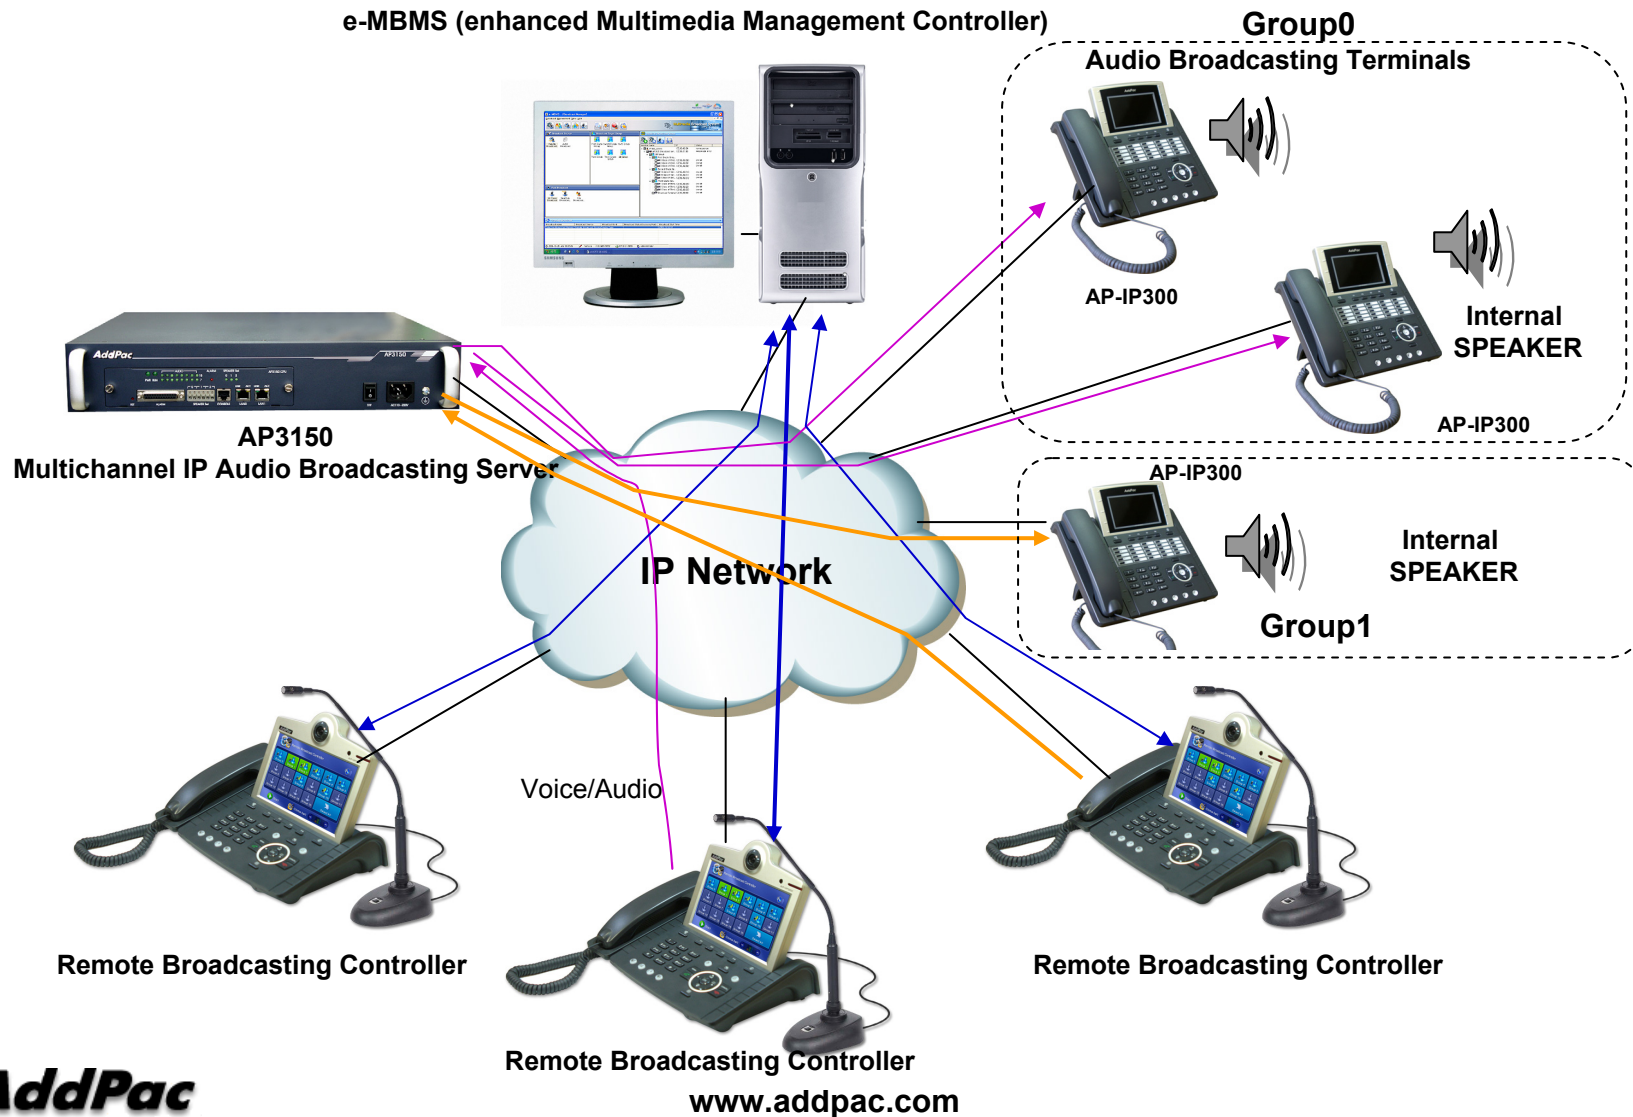 e-MBMS (enhanced Multimedia Management Controller)
Group0
Audio Broadcasting Terminals
AP-IP300
Internal
SPEAKER
AP-IP300
AddPac
AP3150
AP3150
Multichannel IP Audio Broadcasting Server
AP-IP300
Internal
SPEAKER
Group1
IP Network
Voice/Audio
Remote Broadcasting Controller
Remote Broadcasting Controller
Remote Broadcasting Controller
AddPac
www.addpac.com